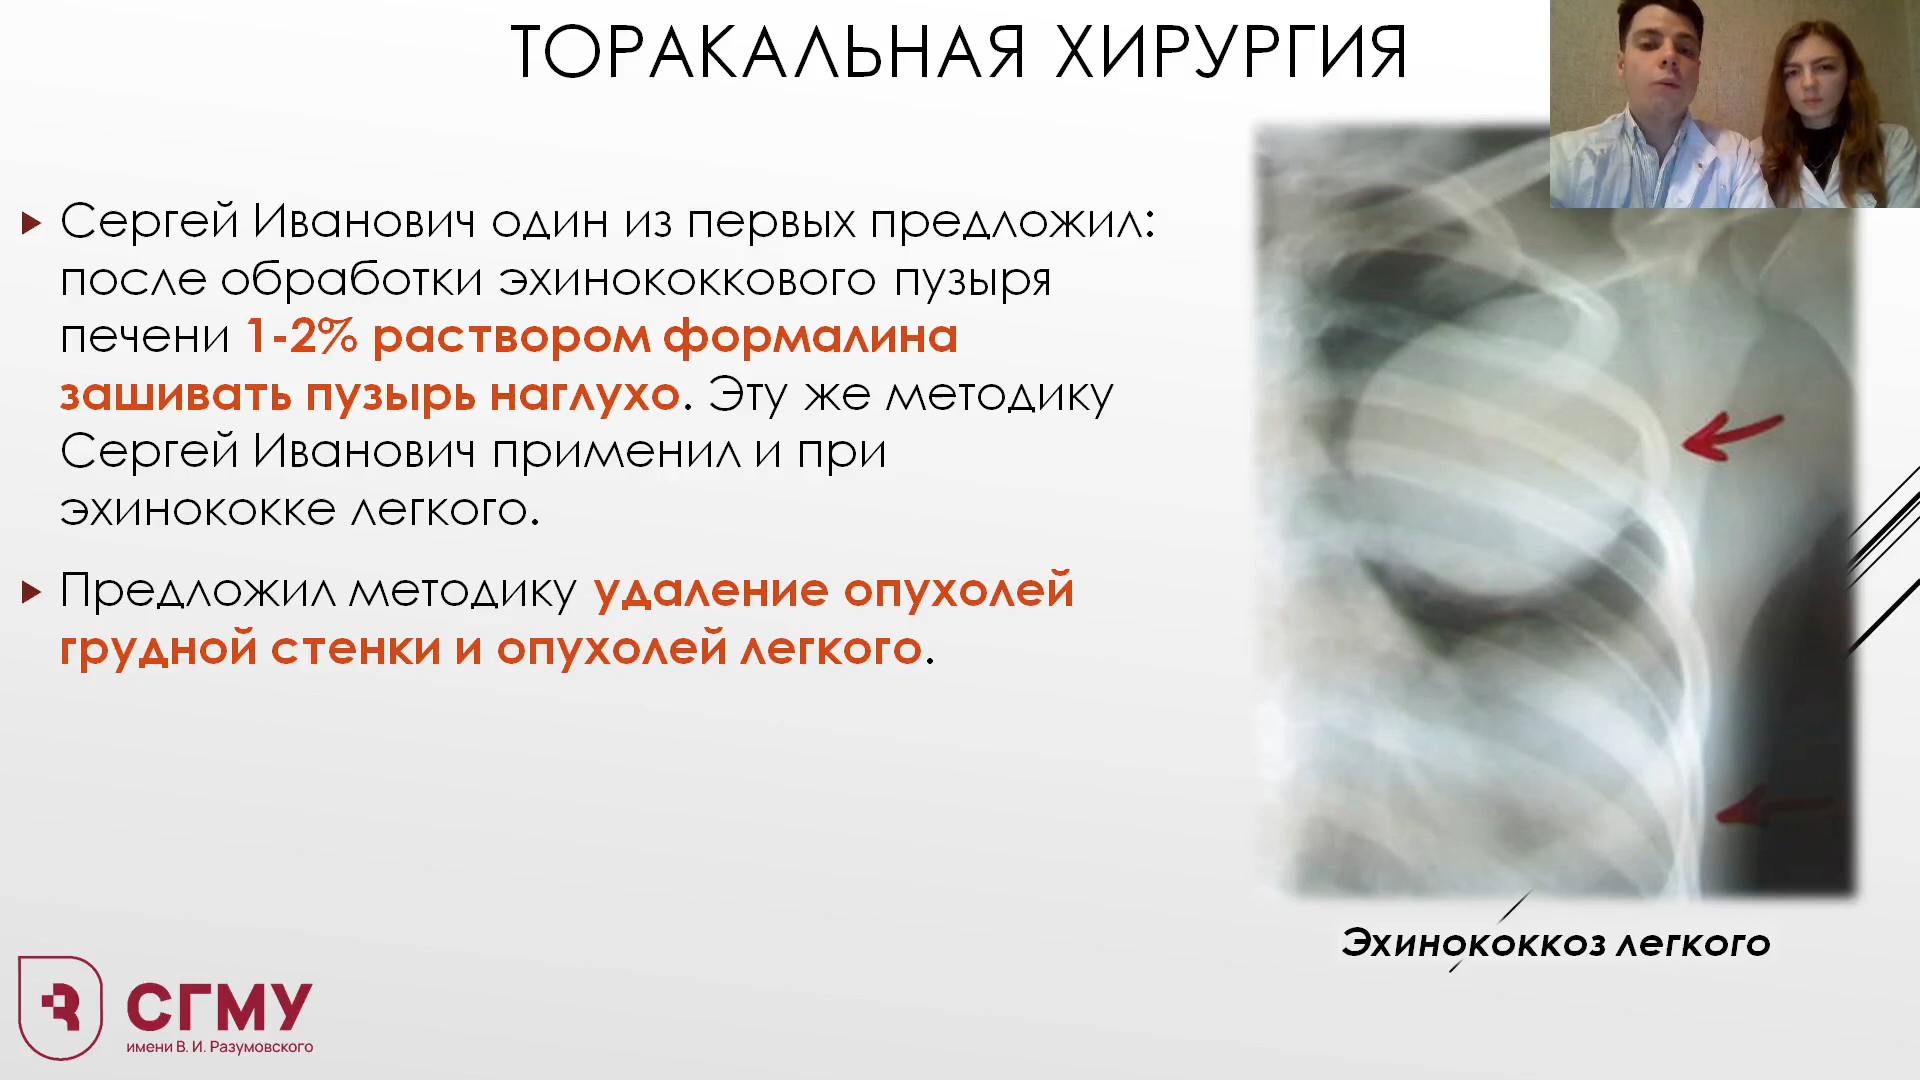 ТОРАКАЛЬНАЯ ХИРУРГИЯ
Сергей Иванович один из первых предложил:
после обработки эхинококкового пузыря
печени 1-2% раствором формалина
зашивать пузырь наглухо. Эту же методику
Сергей Иванович применил и при
эхинококке легкого.
Предложил методику удаление опухолей
грудной стенки и опухолей легкого.
Эхинококкоз легкого
СГМУ
имени В. И. Разумовского